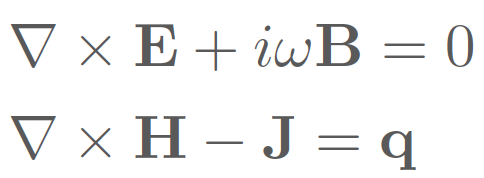 ∇ × E + iωB = 0
∇ × H − J = q